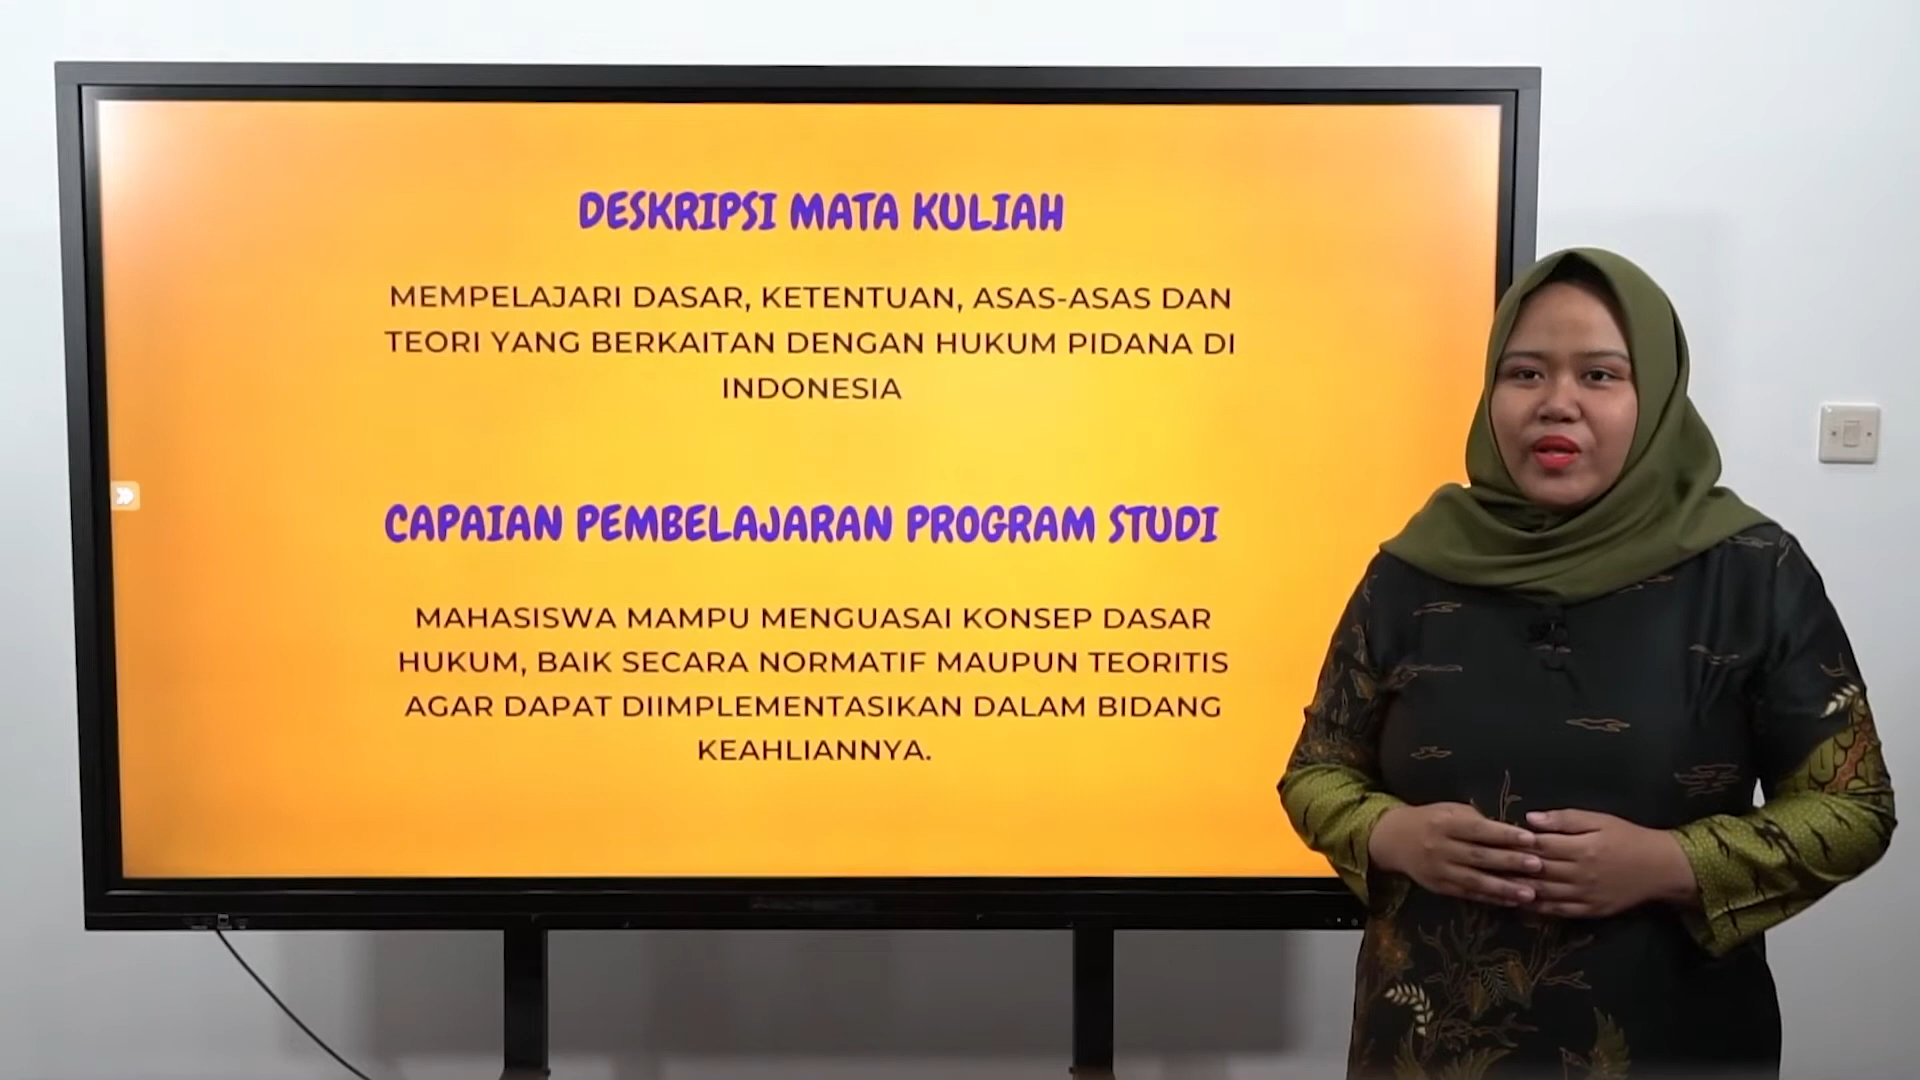 DESKRIPSI MATA KULIAH
MEMPELAJARI DASAR, KETENTUAN, ASAS-ASAS DAN
TEORI YANG BERKAITAN DENGAN HUKUM PIDANA DI
INDONESIA
CAPAIAN PEMBELAJARAN PROGRAM STUDI
MAHASISWA MAMPU MENGUASAI KONSEP DASAR
HUKUM, BAIK SECARA NORMATIF MAUPUN TEORITIS
AGAR DAPAT DIIMPLEMENTASIKAN DALAM BIDANG
KEAHLIANNYA.